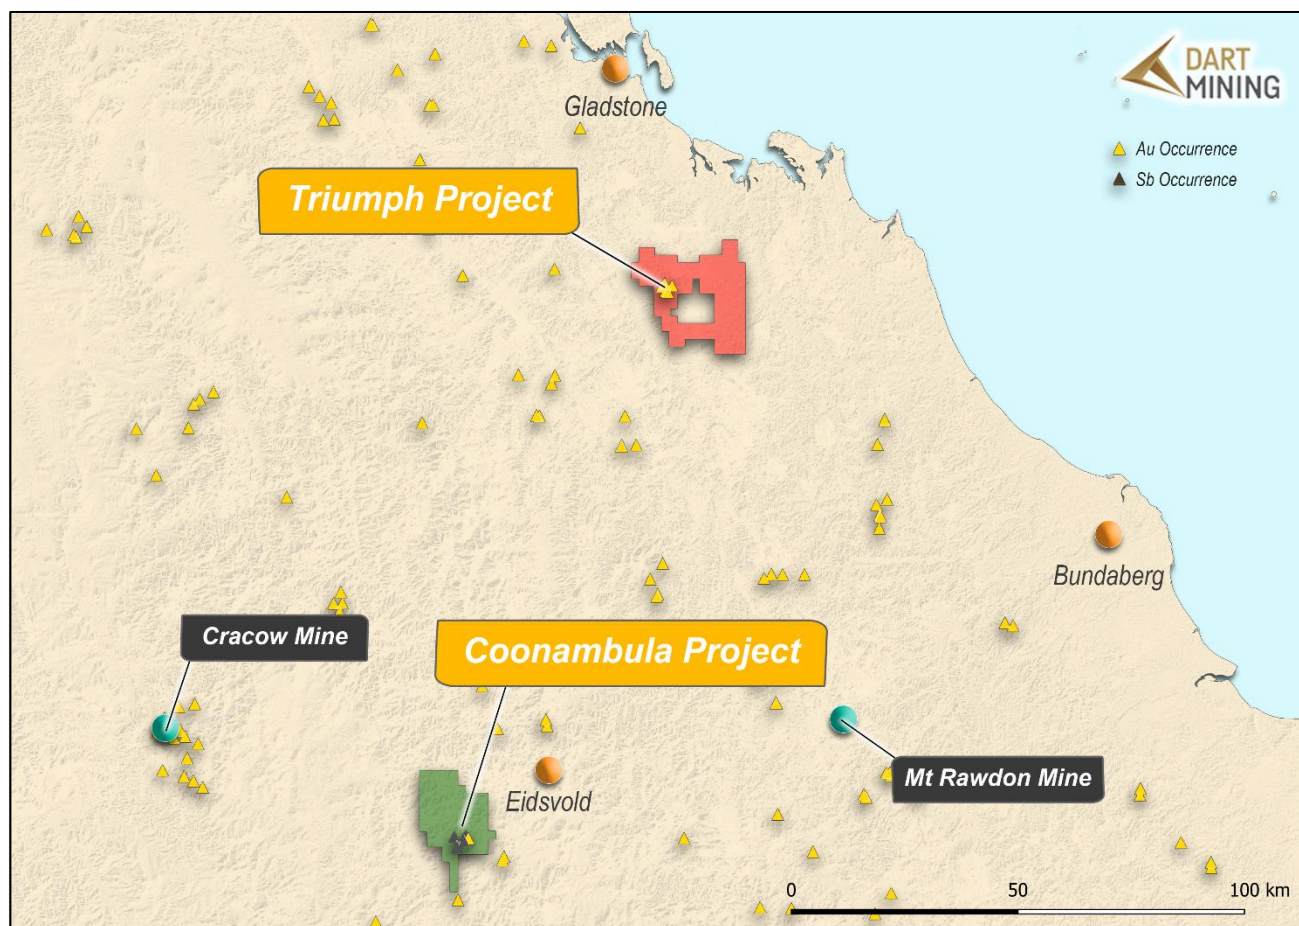 DART
MINING
Gladstone
Au Occurrence
Sb Occurrence
Triumph Project
Bundaberg
Cracow Mine
Coonambula Project
Mt Rawdon Mine
Eidsvold
0 50 100 km